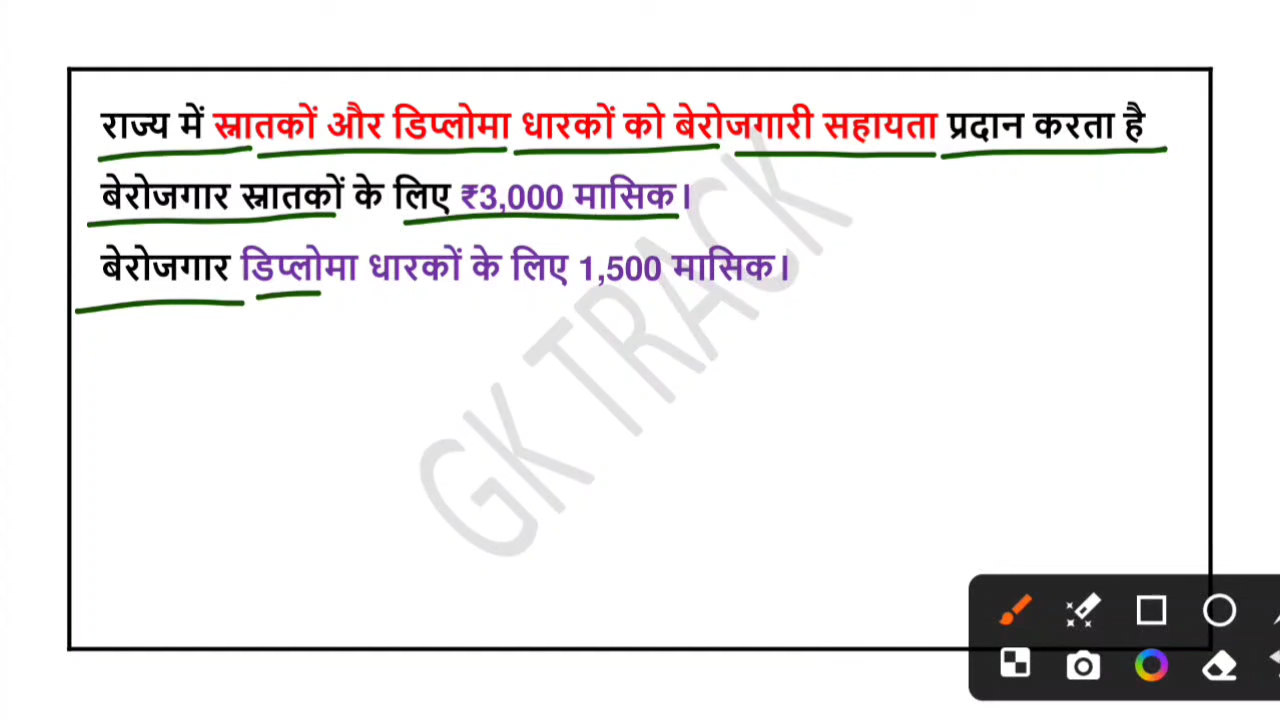 राज्य में स्नातकों और डिप्लोमा धारकों को बेरोजगारी सहायता प्रदान करता है
बेरोजगार स्नातकों के लिए ₹3,000 मासिक।
बेरोजगार डिप्लोमा धारकों के लिए 1,500 मासिक।
GK TRACK